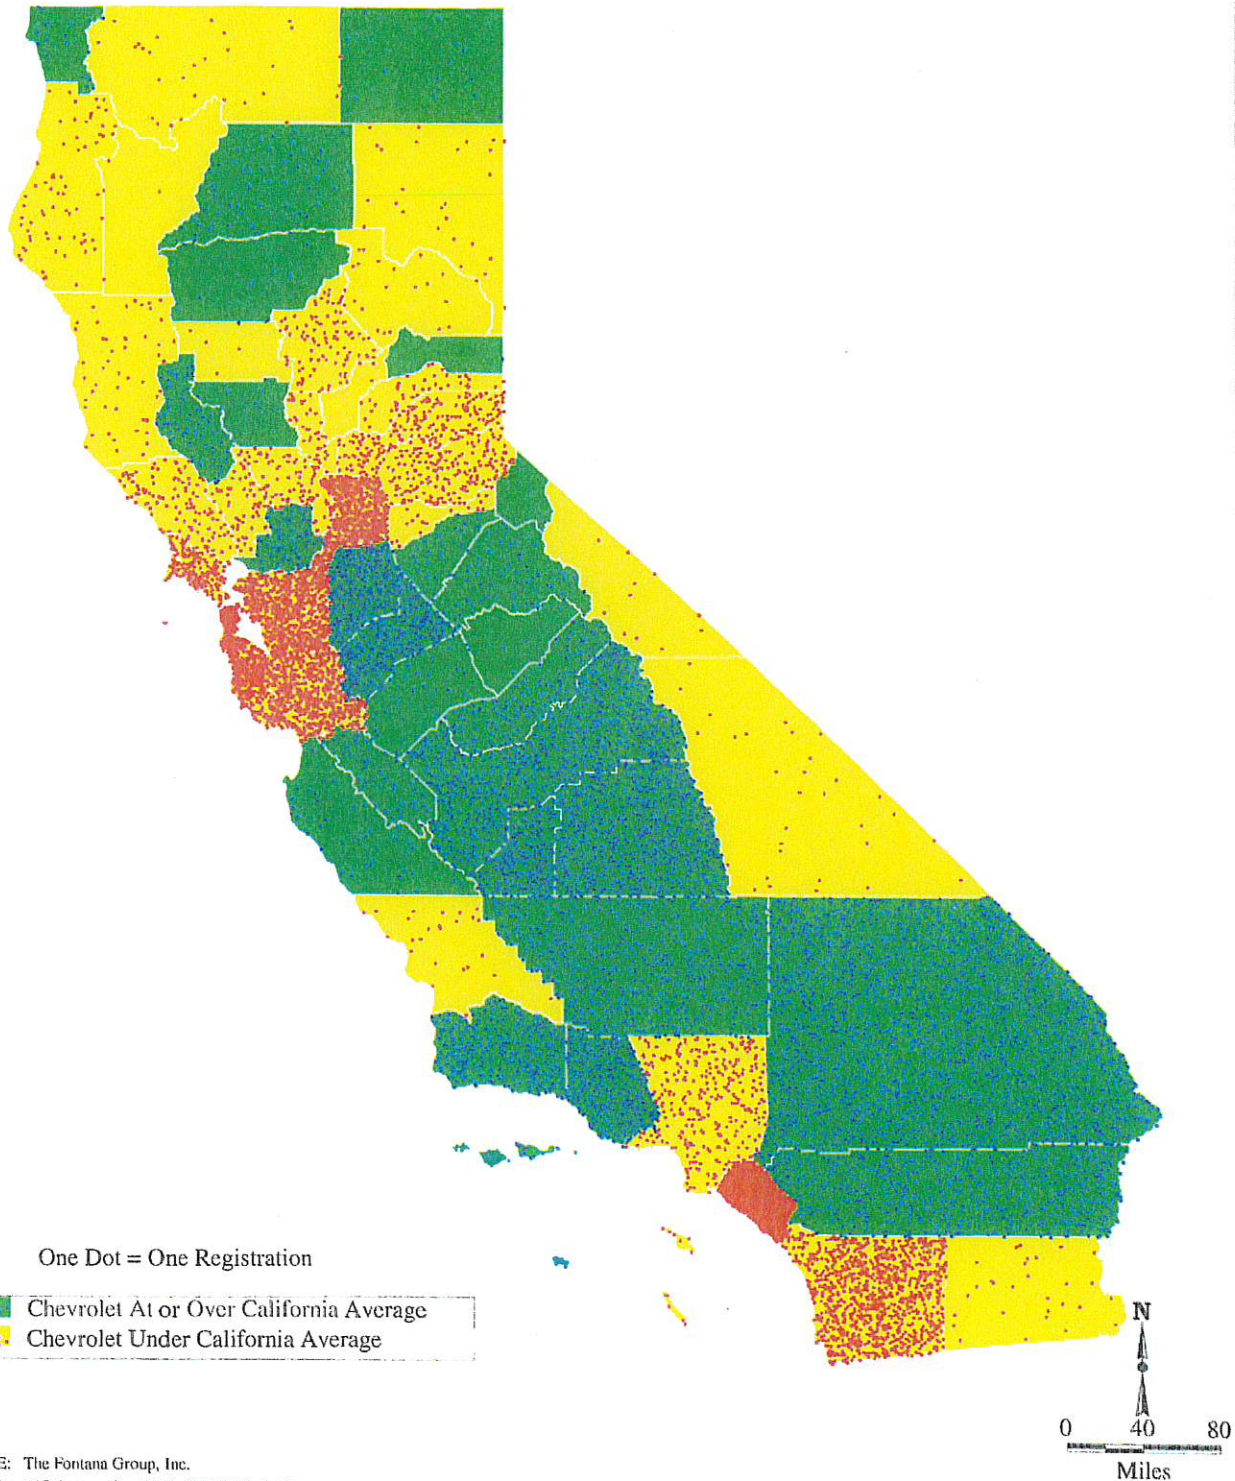 One Dot = One Registration
Chevrolet At or Over California Average
Chevrolet Under California Average
N
0 40 80
Miles
E: The Fontana Group, Inc.